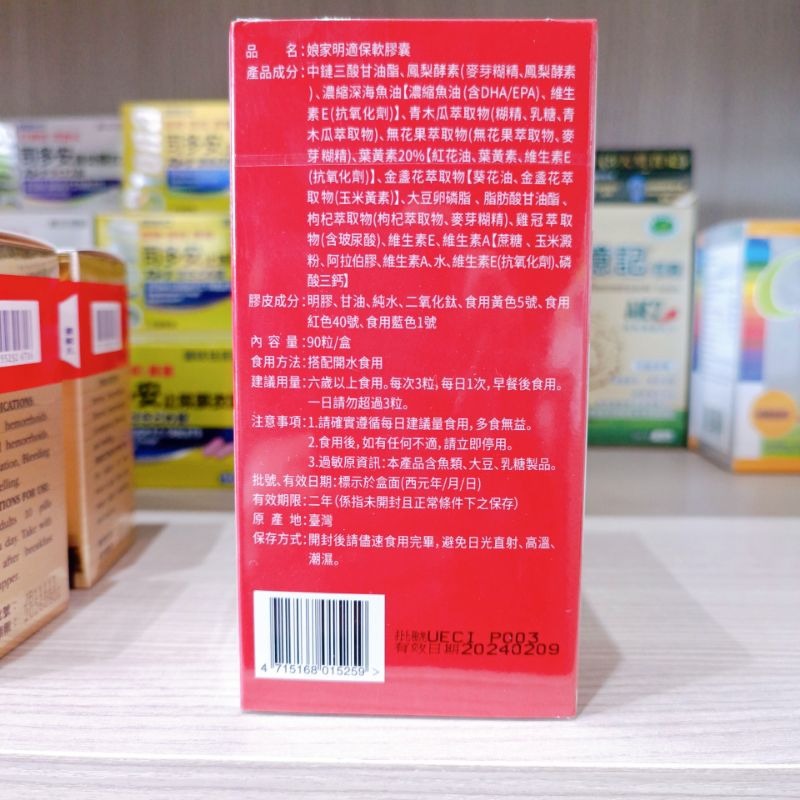 品　　名:娘家明適保軟膠囊
產品成分:中鏈三酸甘油酯、鳳梨酵素(麥芽糊精、鳳梨酵素
)、濃縮深海魚油【濃縮魚油(含DHA/EPA)、維生
素E(抗氧化劑)】、青木瓜萃取物(糊精、乳糖、青
木瓜萃取物)、無花果萃取物(無花果萃取物、麥
芽糊精)、葉黃素20%【紅花油、葉黃素、維生素E
(抗氧化劑)】、金盞花萃取物【葵花油、金盞花萃
取物(玉米黃素)】、大豆卵磷脂、脂肪酸甘油酯、
枸杞萃取物(枸杞萃取物、麥芽糊精)、雞冠萃取
物(含玻尿酸)、維生素E、維生素A【蔗糖、玉米澱
粉、阿拉伯膠、維生素A、水、維生素E(抗氧化劑)、磷
酸三鈣】
膠皮成分:明膠、甘油、純水、二氧化鈦、食用黃色5號、食用
紅色40號、食用藍色1號
內 容 量:90粒/盒
食用方法:搭配開水食用
建議用量:六歲以上食用。每次3粒,每日1次,早餐後食用。
一日請勿超過3粒。
注意事項:1.請確實遵循每日建議量食用,多食無益。
2.食用後,如有任何不適,請立即停用。
3.過敏原資訊:本產品含魚類、大豆、乳糖製品。
批號、有效日期:標示於盒面(西元年/月/日)
有效期限:二年(係指未開封且正常條件下之保存)
原 產 地:臺灣
保存方式:開封後請儘速食用完畢,避免日光直射、高溫、
潮濕。
4 715168 015259 >
批號UECI PC03
有效日期20240209
ICATIONS
hemorrhoids
hemorrhoids,
ation, Bleeding
elling.
TIONS FOR USE
dults 10 pills
a day. Take with
after breakfast
upper.